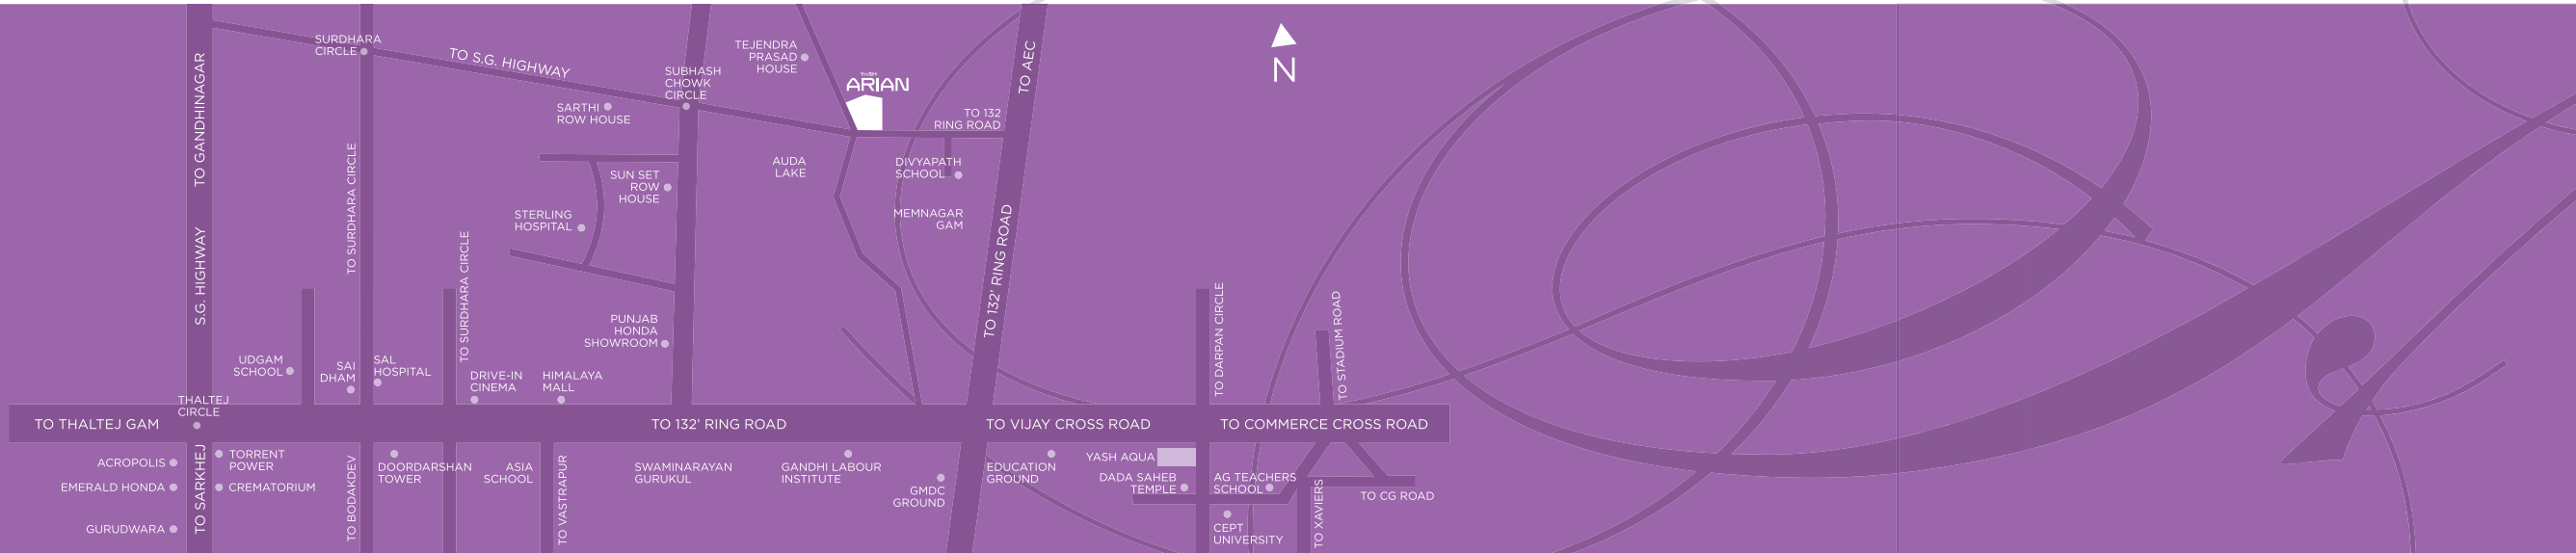 SURDHARA
CIRCLE
TO S.G. HIGHWAY
SUBHASH
CHOWK
CIRCLE
TEJENDRA
PRASAD
HOUSE
YASH
ARIAN
TO AEC
N
TO GANDHINAGAR
SARTHI
ROW HOUSE
TO 132
RING ROAD
TO SURDHARA CIRCLE
AUDA
LAKE
DIVYAPATH
SCHOOL
SUN SET
ROW
HOUSE
STERLING
HOSPITAL
MEMNAGAR
GAM
S.G. HIGHWAY
TO SURDHARA CIRCLE
TO 132' RING ROAD
TO DARPAN CIRCLE
TO STADIUM ROAD
PUNJAB
HONDA
SHOWROOM
UDGAM
SCHOOL
SAI
DHAM
SAL
HOSPITAL
DRIVE-IN
CINEMA
HIMALAYA
MALL
THALTEJ
CIRCLE
TO THALTEJ GAM
TO 132' RING ROAD
TO VIJAY CROSS ROAD
TO COMMERCE CROSS ROAD
ACROPOLIS
EMERALD HONDA
GURUDWARA
TO SARKHEJ
TORRENT
POWER
CREMATORIUM
TO BODAKDEV
DOORDARSHAN
TOWER
ASIA
SCHOOL
TO VASTRAPUR
SWAMINARAYAN
GURUKUL
GANDHI LABOUR
INSTITUTE
GMDC
GROUND
EDUCATION
GROUND
YASH AQUA
DADA SAHEB
TEMPLE
AG TEACHERS
SCHOOL
CEPT
UNIVERSITY
TO XAVIERS
TO CG ROAD